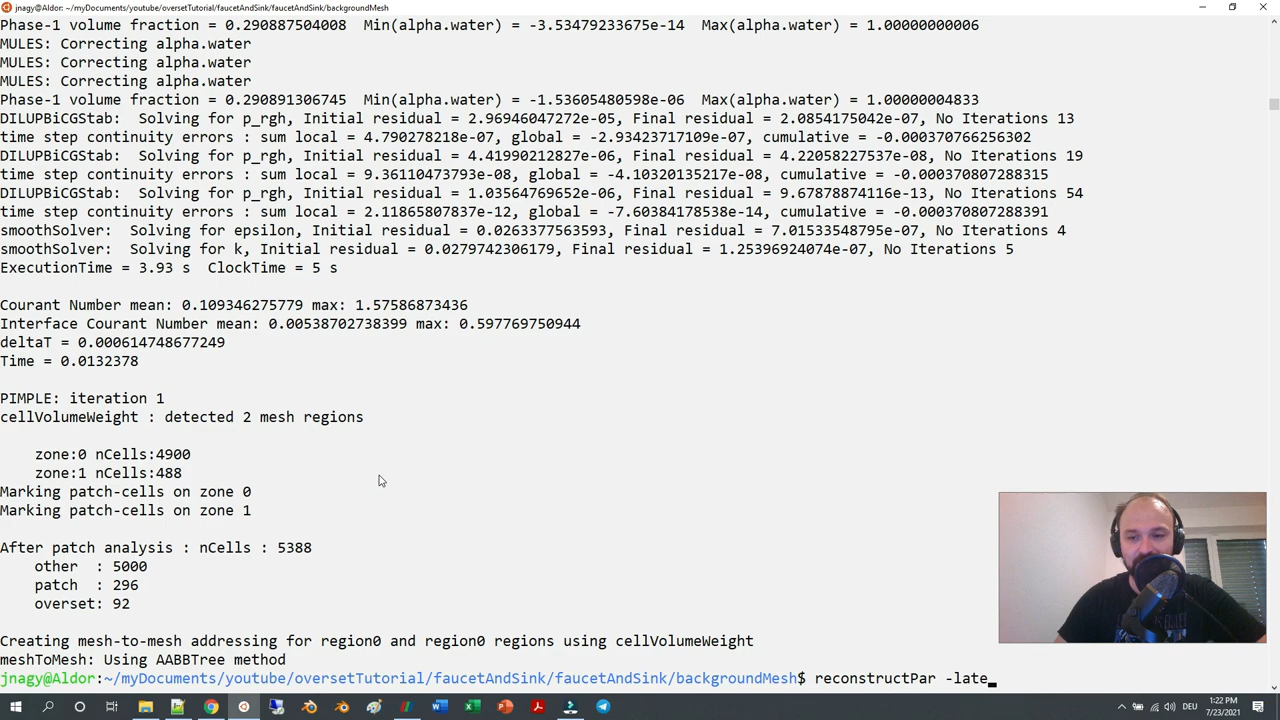 jnagy@Aldor: ~/myDocuments/youtube/oversetTutorial/faucetAndSink/faucetAndSink/backgroundMesh
Phase-1 volume fraction = 0.290887504008  Min(alpha.water) = -3.53479233675e-14  Max(alpha.water) = 1.00000000006
MULES: Correcting alpha.water
MULES: Correcting alpha.water
MULES: Correcting alpha.water
Phase-1 volume fraction = 0.290891306745  Min(alpha.water) = -1.53605480598e-06  Max(alpha.water) = 1.00000004833
DILUPBiCGStab:  Solving for p_rgh, Initial residual = 2.96946047272e-05, Final residual = 2.0854175042e-07, No Iterations 13
time step continuity errors : sum local = 4.790278218e-07, global = -2.93423717109e-07, cumulative = -0.000370766256302
DILUPBiCGStab:  Solving for p_rgh, Initial residual = 4.41990212827e-06, Final residual = 4.22058227537e-08, No Iterations 19
time step continuity errors : sum local = 9.36110473793e-08, global = -4.10320135217e-08, cumulative = -0.000370807288315
DILUPBiCGStab:  Solving for p_rgh, Initial residual = 1.03564769652e-06, Final residual = 9.67878874116e-13, No Iterations 54
time step continuity errors : sum local = 2.11865807837e-12, global = -7.60384178538e-14, cumulative = -0.000370807288391
smoothSolver:  Solving for epsilon, Initial residual = 0.0263377563593, Final residual = 7.01533548795e-07, No Iterations 4
smoothSolver:  Solving for k, Initial residual = 0.0279742306179, Final residual = 1.25396924074e-07, No Iterations 5
ExecutionTime = 3.93 s  ClockTime = 5 s
Courant Number mean: 0.109346275779 max: 1.57586873436
Interface Courant Number mean: 0.00538702738399 max: 0.597769750944
deltaT = 0.000614748677249
Time = 0.0132378
PIMPLE: iteration 1
cellVolumeWeight : detected 2 mesh regions
zone:0 nCells:4900
zone:1 nCells:488
Marking patch-cells on zone 0
Marking patch-cells on zone 1
After patch analysis : nCells : 5388
other  : 5000
patch  : 296
overset: 92
Creating mesh-to-mesh addressing for region0 and region0 regions using cellVolumeWeight
meshToMesh: Using AABBTree method
jnagy@Aldor:~/myDocuments/youtube/oversetTutorial/faucetAndSink/faucetAndSink/backgroundMesh$ reconstructPar -late
DEU
1:22 PM
7/23/2021